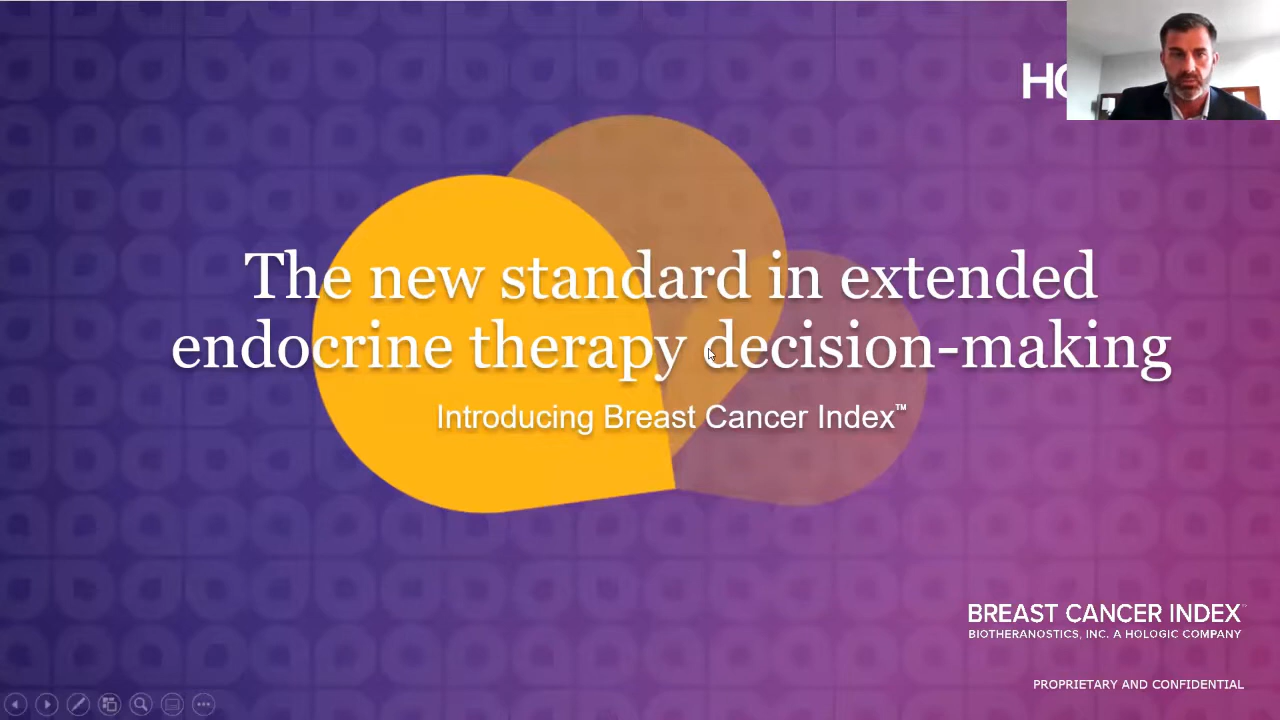 The new standard in extended
endocrine therapy decision-making
Introducing Breast Cancer Index™
BREAST CANCER INDEX™
BIOTHERANOSTICS, INC. A HOLOGIC COMPANY
PROPRIETARY AND CONFIDENTIAL